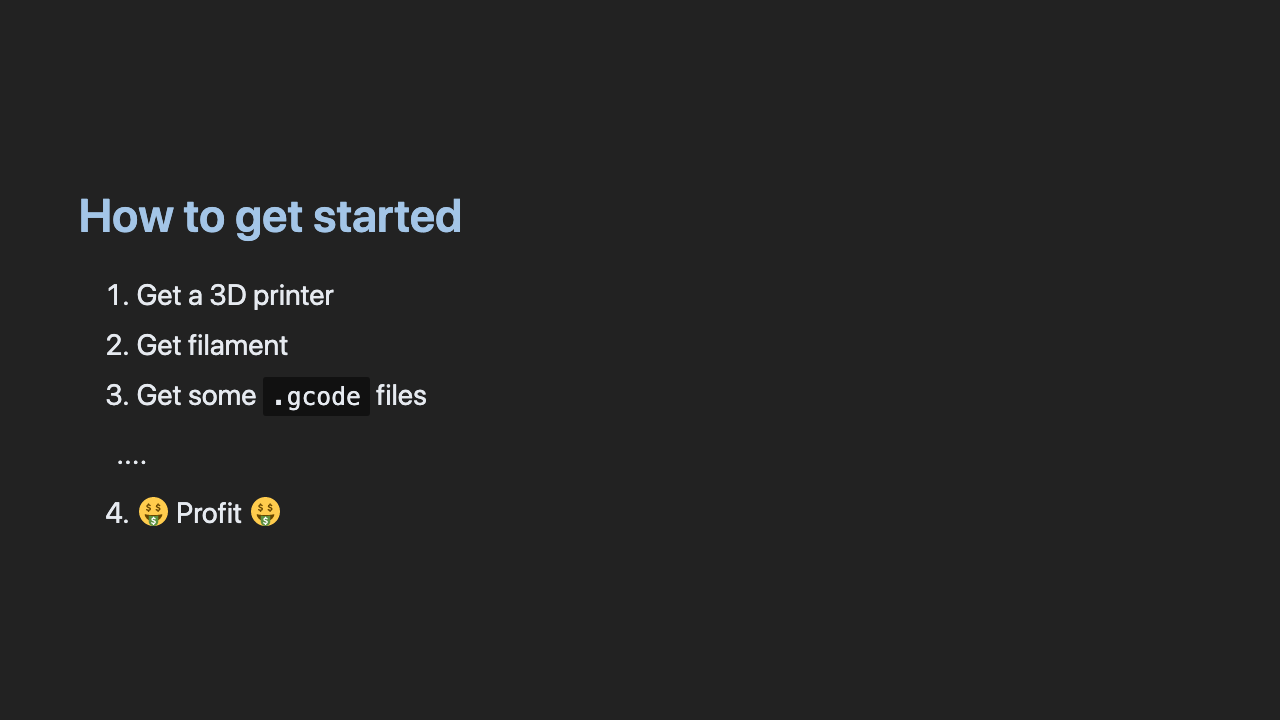 How to get started
1. Get a 3D printer
2. Get filament
3. Get some .gcode files
....
4. 🤑 Profit 🤑